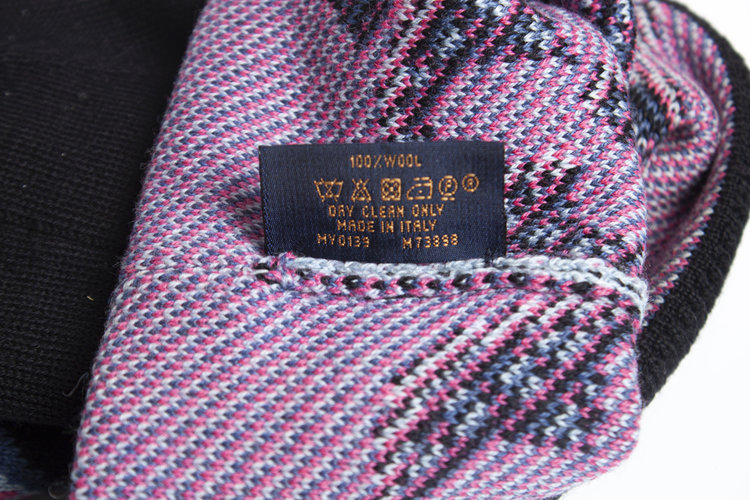 100%WOOL
DRY CLEAN ONLY
MADE IN ITALY
MY0139 M73398